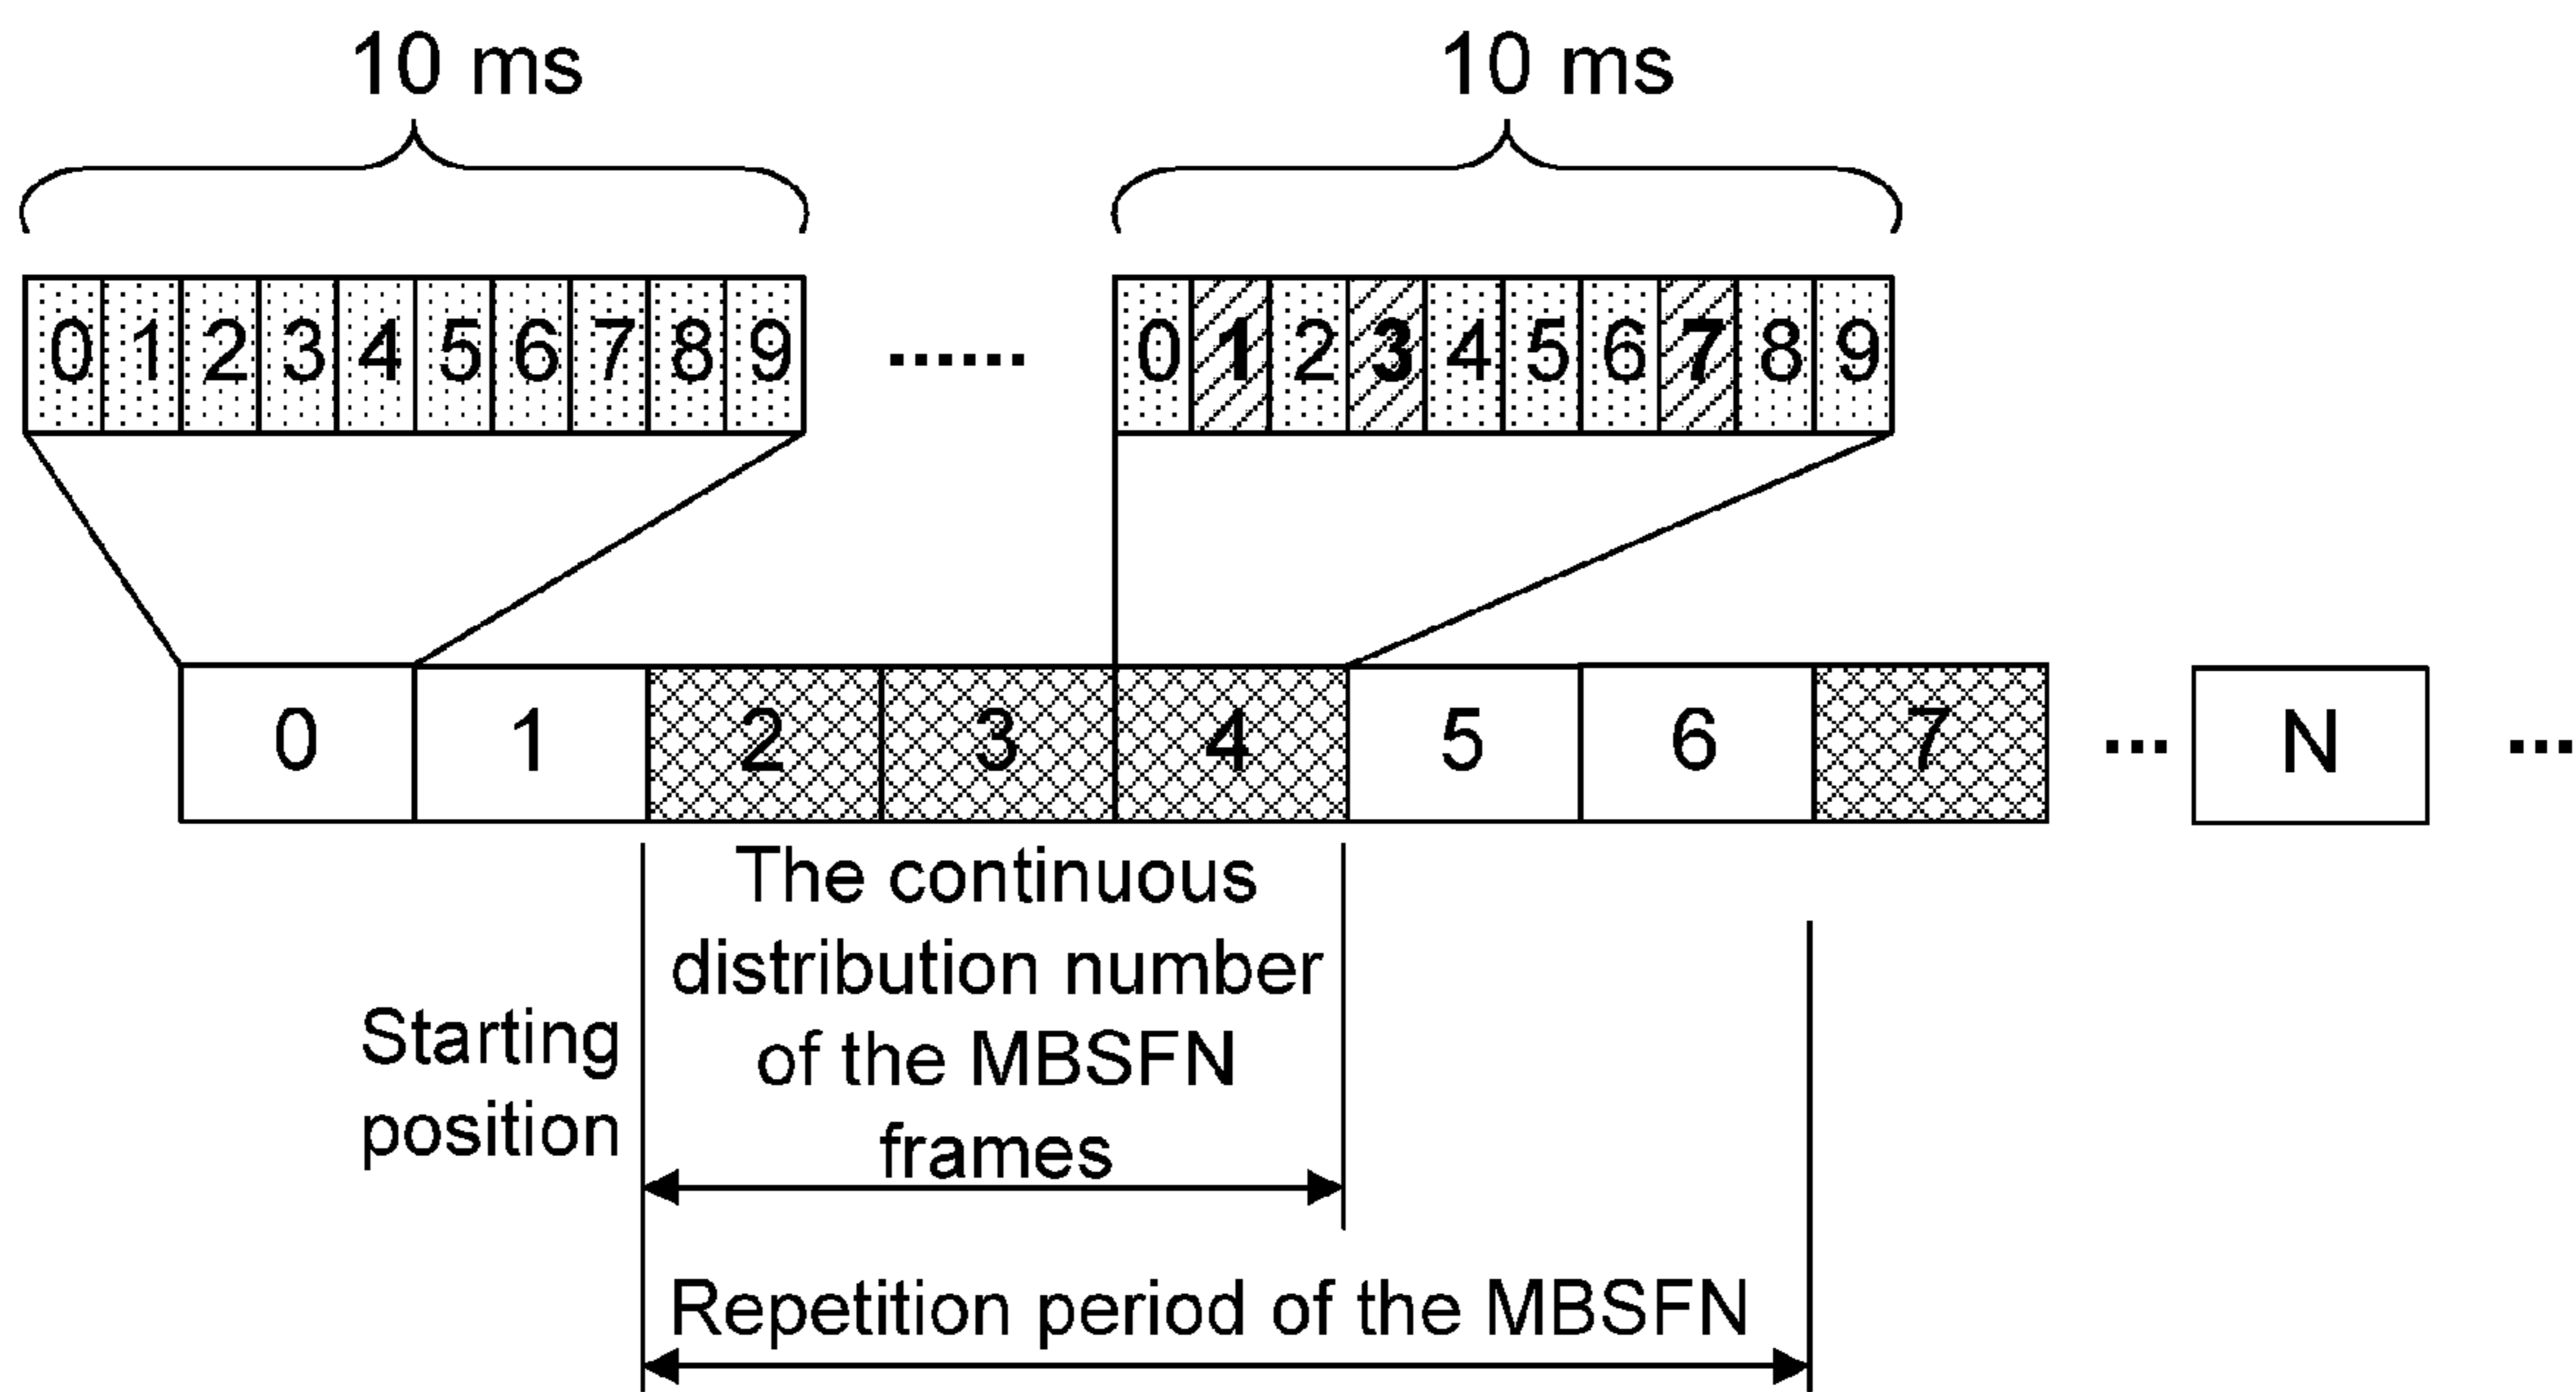 10 ms 10 ms
0 1 2 3 4 5 6 7 8 9 ...... 0 1 2 3 4 5 6 7 8 9
0 1 2 3 4 5 6 7 ... N ...
The continuous
distribution number
of the MBSFN
frames
Starting
position
Repetition period of the MBSFN